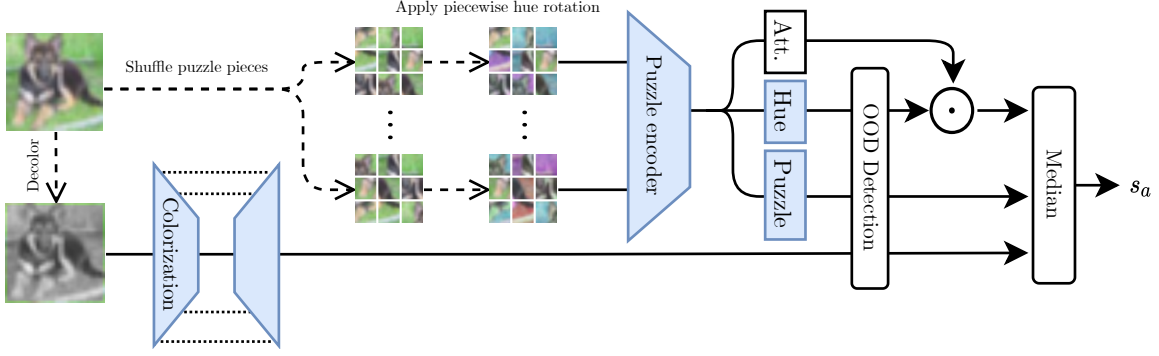 Apply piecewise hue rotation
Shuffle puzzle pieces
Decolor
Colorization
Puzzle encoder
Att.
Hue
Puzzle
OOD Detection
Median
s_a